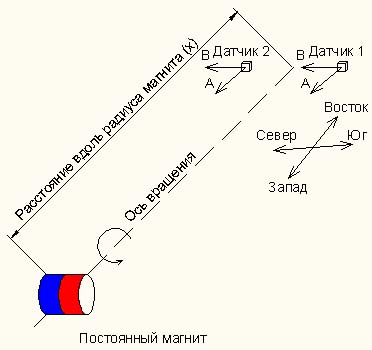 Датчик 2
Датчик 1
В
В
А
А
Расстояние вдоль радиуса магнита (х)
Ось вращения
Восток
Север
Юг
Запад
Постоянный магнит